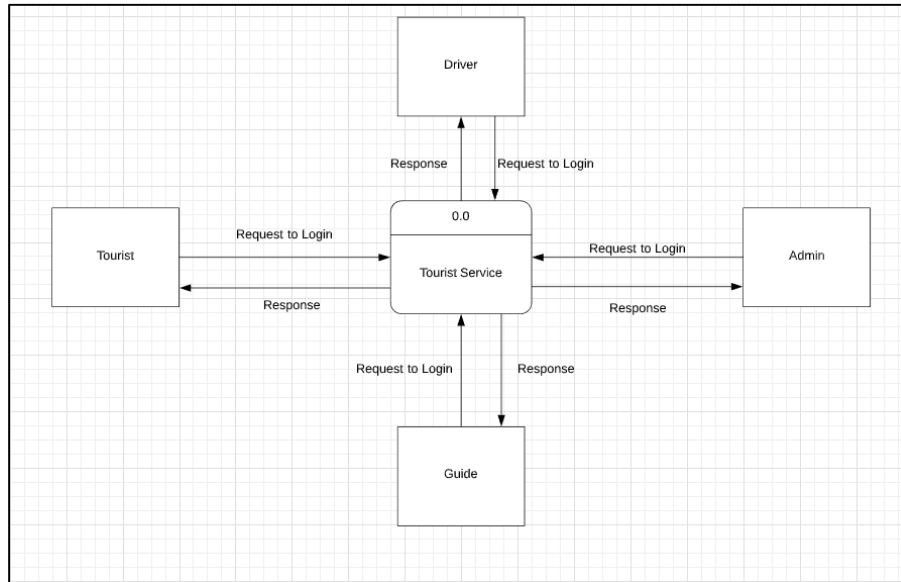 Driver
Response
Request to Login
0.0
Tourist
Request to Login
Response
Tourist Service
Request to Login
Response
Admin
Request to Login
Response
Guide